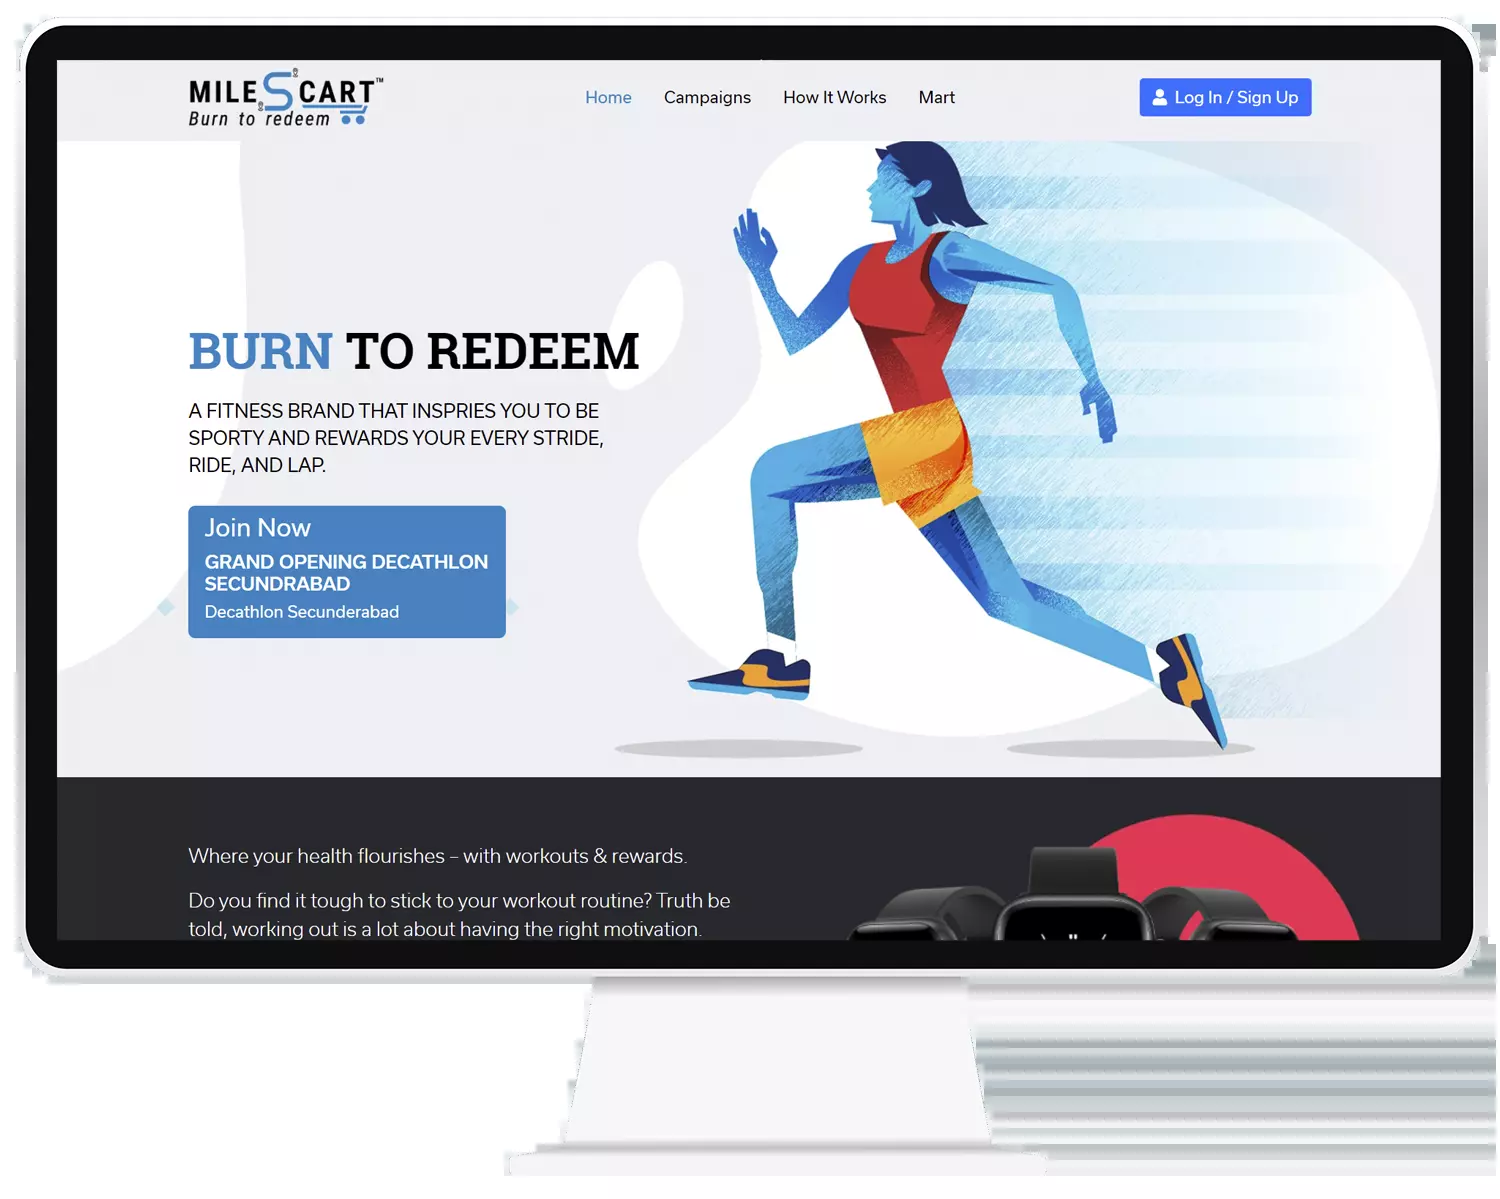 MILESCART™
Burn to redeem
Home Campaigns How It Works Mart
Log In / Sign Up
BURN TO REDEEM
A FITNESS BRAND THAT INSPRIES YOU TO BE
SPORTY AND REWARDS YOUR EVERY STRIDE,
RIDE, AND LAP.
Join Now
GRAND OPENING DECATHLON
SECUNDRABAD
Decathlon Secunderabad
Where your health flourishes – with workouts & rewards.
Do you find it tough to stick to your workout routine? Truth be
told, working out is a lot about having the right motivation.